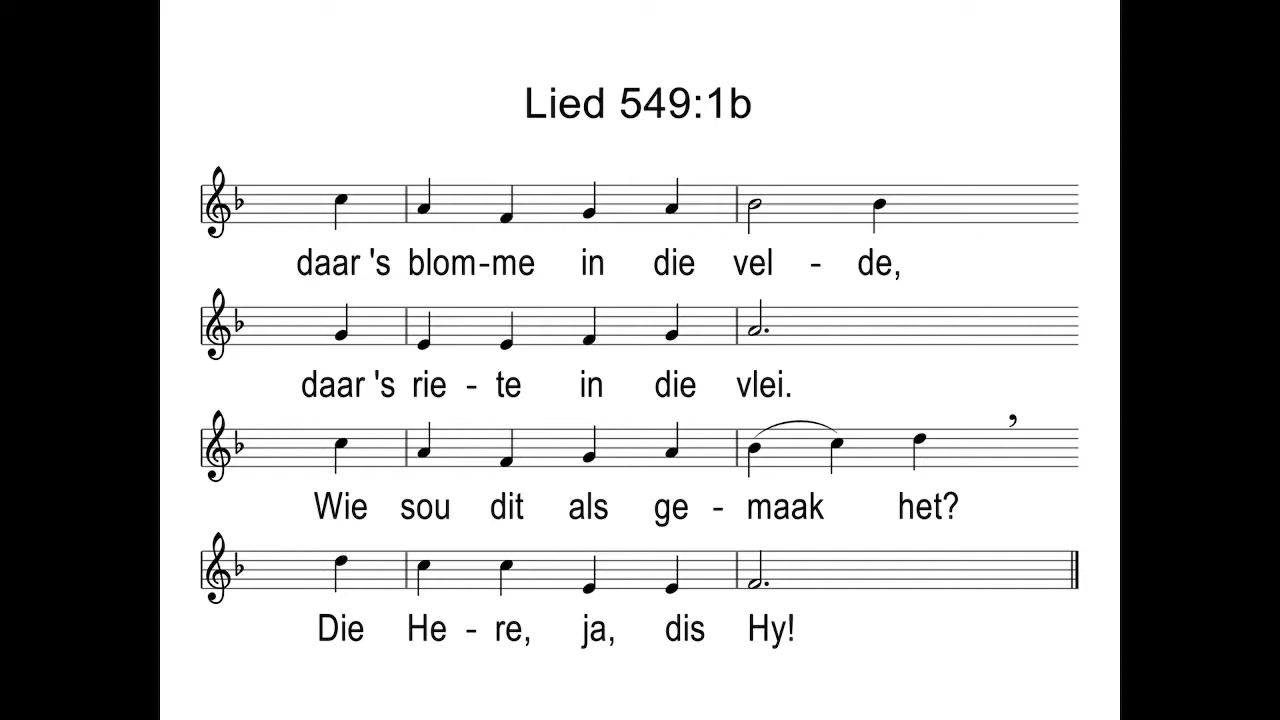 Lied 549:1b
daar 's blom-me in die vel - de,
daar 's rie - te in die vlei.
Wie sou dit als ge - maak het?
Die He - re, ja, dis Hy!